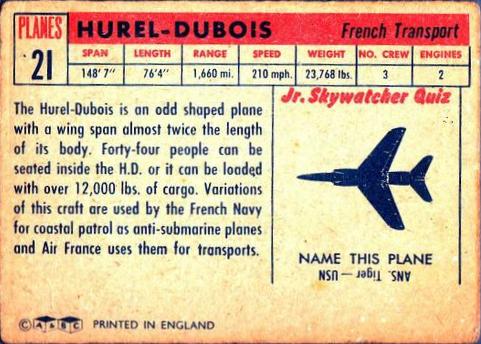 PLANES
21
HUREL-DUBOIS
French Transport
SPAN LENGTH RANGE SPEED WEIGHT NO. CREW ENGINES
148' 7" 76'4" 1,660 mi. 210 mph. 23,768 lbs. 3 2
The Hurel-Dubois is an odd shaped plane
with a wing span almost twice the length
of its body. Forty-four people can be
seated inside the H.D. or it can be loaded
with over 12,000 lbs. of cargo. Variations
of this craft are used by the French Navy
for coastal patrol as anti-submarine planes
and Air France uses them for transports.
Jr. Skywatcher Quiz
NAME THIS PLANE
ANS. Tiger — USN
© A&BC PRINTED IN ENGLAND